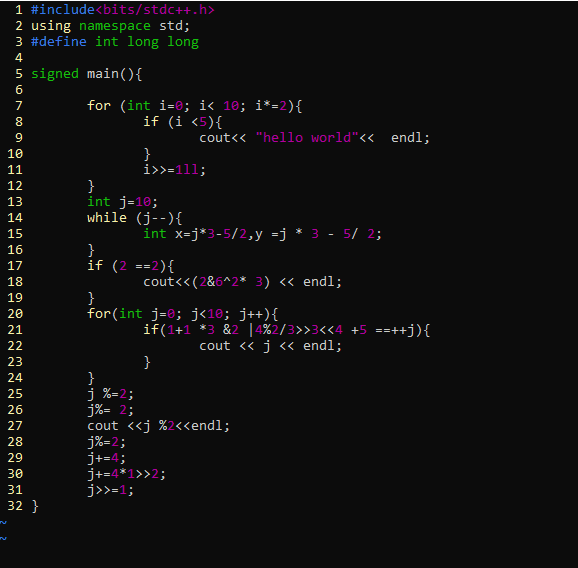 1 #include<bits/stdc++.h>
2 using namespace std;
3 #define int long long
4
5 signed main(){
6
7 for (int i=0; i< 10; i*=2){
8 if (i <5){
9 cout<< "hello world"<<  endl;
10 }
11 i>>=1ll;
12 }
13 int j=10;
14 while (j--){
15 int x=j*3-5/2,y =j * 3 - 5/ 2;
16 }
17 if (2 ==2){
18 cout<<(2&6^2* 3) << endl;
19 }
20 for(int j=0; j<10; j++){
21 if(1+1 *3 &2 |4%2/3>>3<<4 +5 ==++j){
22 cout << j << endl;
23 }
24 }
25 j %=2;
26 j%= 2;
27 cout <<j %2<<endl;
28 j%=2;
29 j+=4;
30 j+=4*1>>2;
31 j>>=1;
32 }
~
~